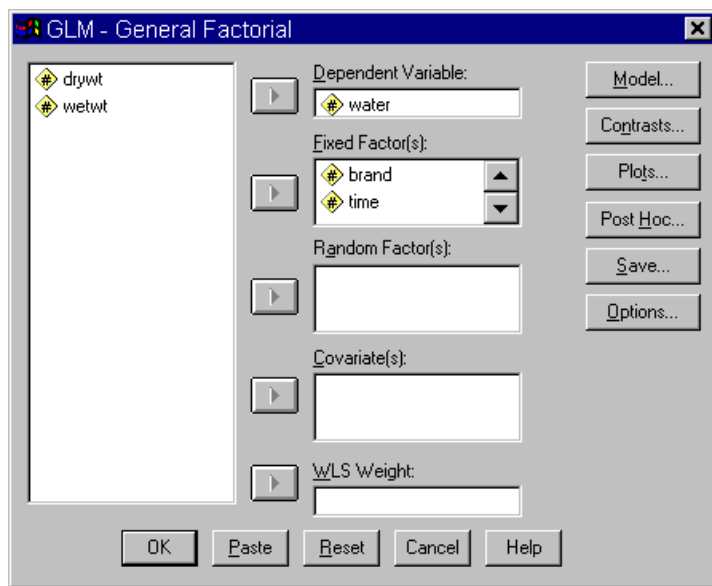 GLM - General Factorial
# drywt
# wetwt
Dependent Variable:
# water
Fixed Factor(s):
# brand
# time
Random Factor(s):
Covariate(s):
WLS Weight:
Model...
Contrasts...
Plots...
Post Hoc...
Save...
Options...
OK
Paste
Reset
Cancel
Help